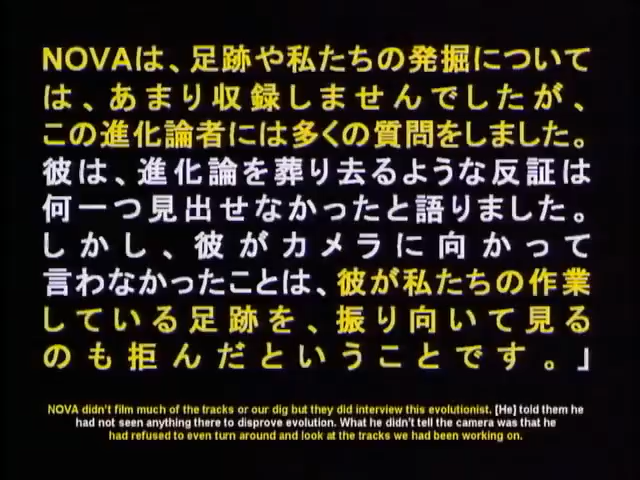 NOVAは、足跡や私たちの発掘について
は、あまり収録しませんでしたが、
この進化論者には多くの質問をしました。
彼は、進化論を葬り去るような反証は
何一つ見出せなかったと語りました。
しかし、彼がカメラに向かって
言わなかったことは、彼が私たちの作業
している足跡を、振り向いて見る
のも拒んだということです。」
NOVA didn't film much of the tracks or our dig but they did interview this evolutionist. [He] told them he
had not seen anything there to disprove evolution. What he didn't tell the camera was that he
had refused to even turn around and look at the tracks we had been working on.